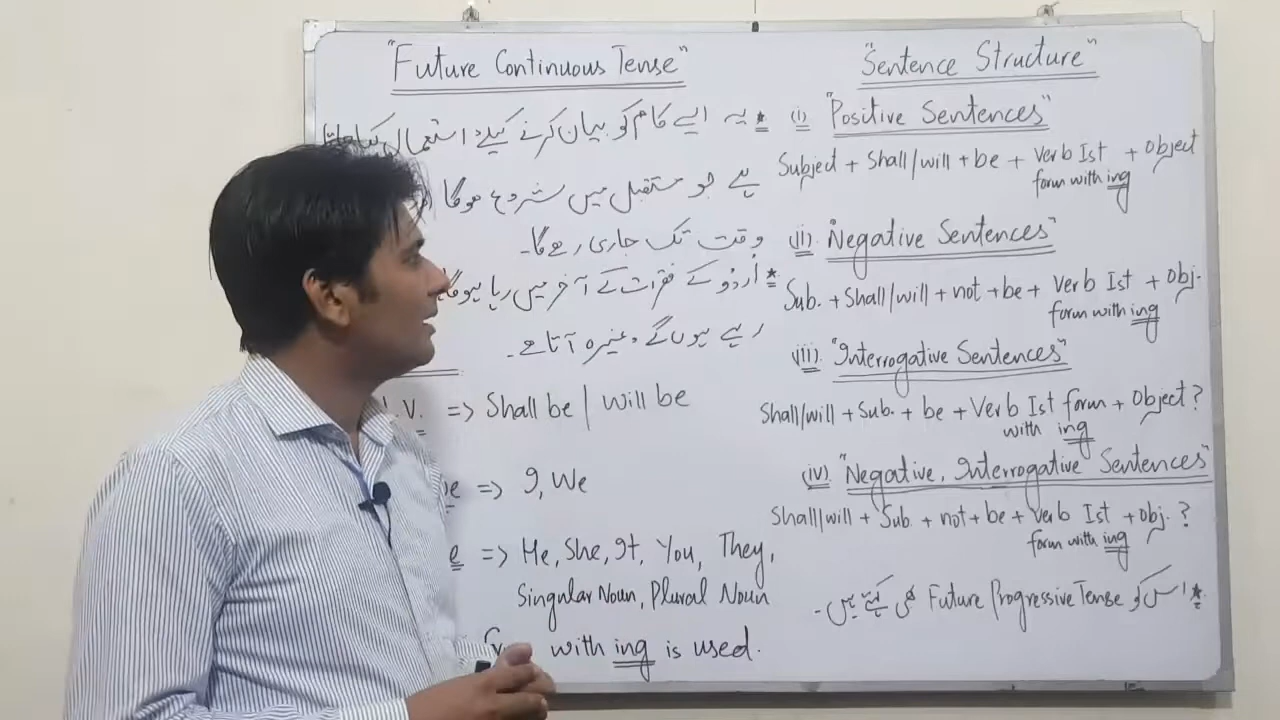 "Future Continuous Tense"
* یہ ایسے کام کو بیان کرنے کیلئے استعمال کیا جاتا
ہے جو مستقبل میں شروع ہوگا
وقت تک جاری رہے گا۔
* اُردُو کے فقرات کے آخر میں رہا ہوگا
رہے ہوں گے وغیرہ آتا ہے۔
.V. => Shall be | will be
e => I, We
e => He, She, It, You, They,
Singular Noun, Plural Noun
with ing is used.
"Sentence Structure"
(i) "Positive Sentences"
Subject + Shall/will + be + Verb Ist + Object
form with ing
(ii) "Negative Sentences"
Sub. + Shall/will + not + be + Verb Ist + Obj.
form with ing
(iii) "Interrogative Sentences"
Shall/will + Sub. + be + Verb Ist form + Object?
with ing
(iv) "Negative, Interrogative Sentences"
Shall/will + Sub. + not + be + Verb Ist + obj. ?
form with ing
* اس کو Future Progressive Tense بھی کہتے ہیں۔